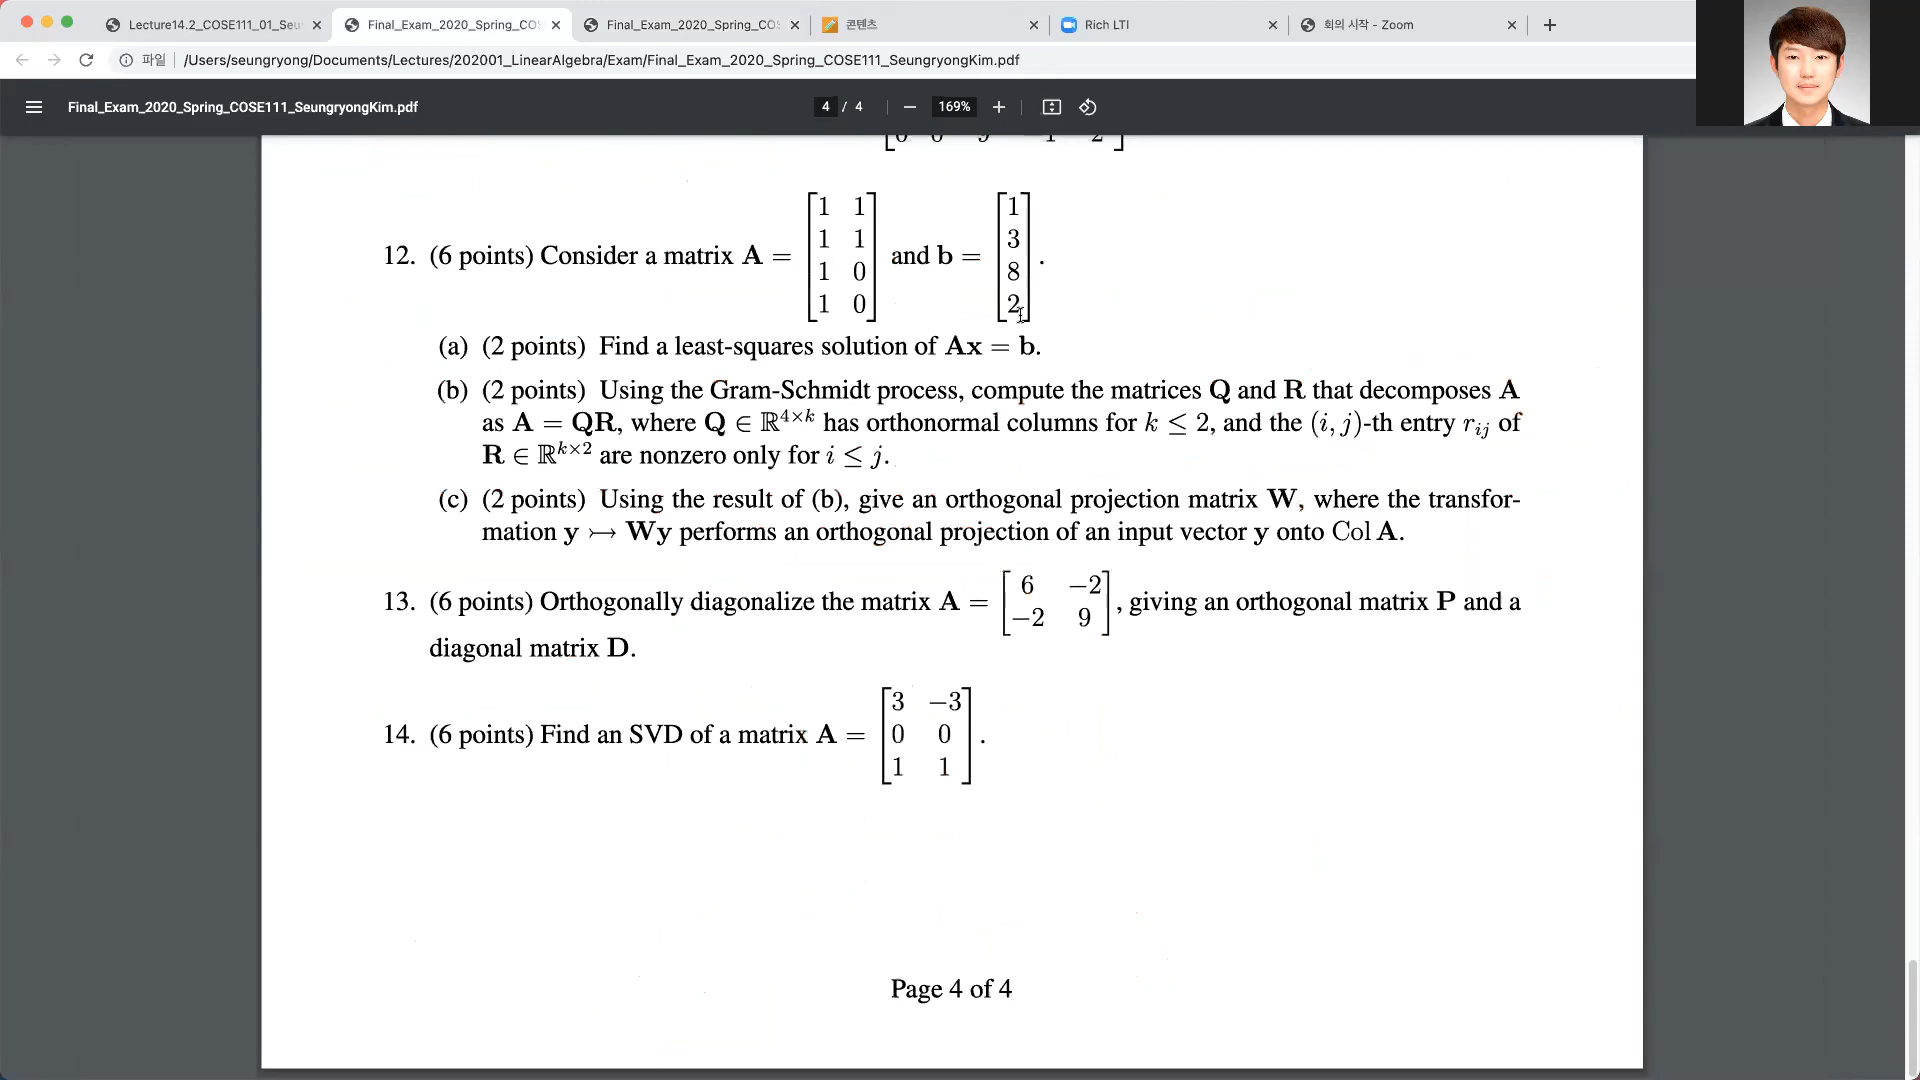 Lecture14.2_COSE111_01_Seu
Final_Exam_2020_Spring_COS
Final_Exam_2020_Spring_COS
콘텐츠
Rich LTI
회의 시작 - Zoom
파일 /Users/seungryong/Documents/Lectures/202001_LinearAlgebra/Exam/Final_Exam_2020_Spring_COSE111_SeungryongKim.pdf
Final_Exam_2020_Spring_COSE111_SeungryongKim.pdf 4 / 4 169%
12. (6 points) Consider a matrix A = [1 1; 1 1; 1 0; 1 0] and b = [1; 3; 8; 2].
(a) (2 points) Find a least-squares solution of Ax = b.
(b) (2 points) Using the Gram-Schmidt process, compute the matrices Q and R that decomposes A
as A = QR, where Q ∈ ℝ^{4×k} has orthonormal columns for k ≤ 2, and the (i, j)-th entry r_{ij} of
R ∈ ℝ^{k×2} are nonzero only for i ≤ j.
(c) (2 points) Using the result of (b), give an orthogonal projection matrix W, where the transfor-
mation y ↣ Wy performs an orthogonal projection of an input vector y onto Col A.
13. (6 points) Orthogonally diagonalize the matrix A = [6 −2; −2 9], giving an orthogonal matrix P and a
diagonal matrix D.
14. (6 points) Find an SVD of a matrix A = [3 −3; 0 0; 1 1].
Page 4 of 4